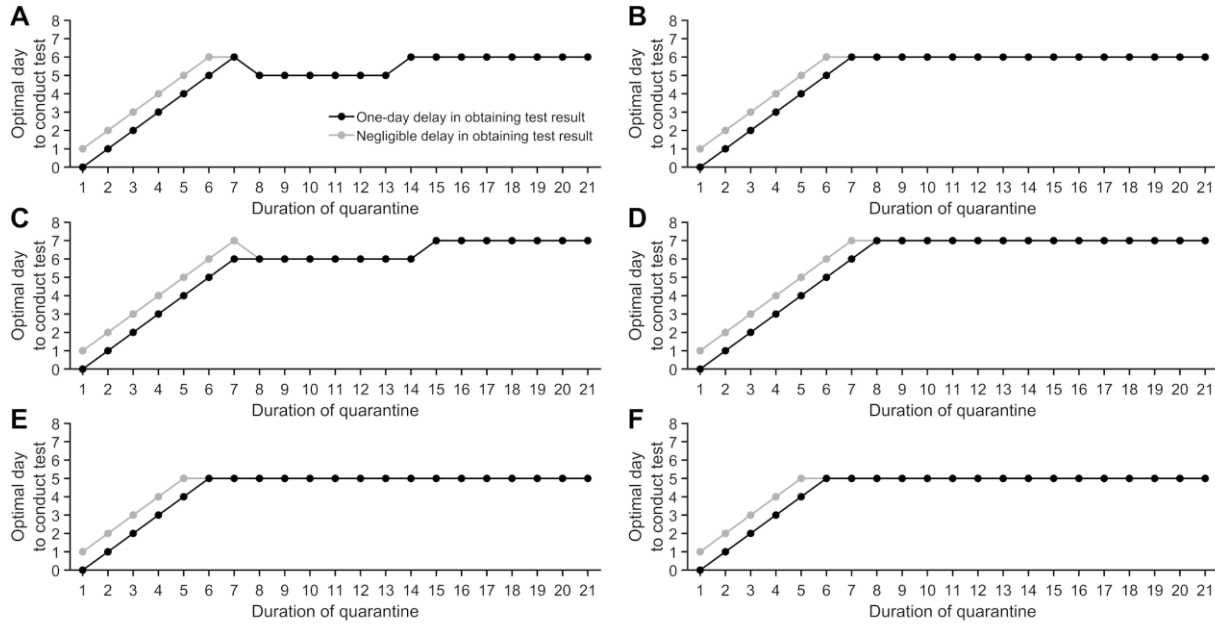 A
8
7
6
5
4
3
2
1
0
Optimal day
to conduct test
One-day delay in obtaining test result
Negligible delay in obtaining test result
1 2 3 4 5 6 7 8 9 10 11 12 13 14 15 16 17 18 19 20 21
Duration of quarantine
B
8
7
6
5
4
3
2
1
0
Optimal day
to conduct test
1 2 3 4 5 6 7 8 9 10 11 12 13 14 15 16 17 18 19 20 21
Duration of quarantine
C
8
7
6
5
4
3
2
1
0
Optimal day
to conduct test
1 2 3 4 5 6 7 8 9 10 11 12 13 14 15 16 17 18 19 20 21
Duration of quarantine
D
8
7
6
5
4
3
2
1
0
Optimal day
to conduct test
1 2 3 4 5 6 7 8 9 10 11 12 13 14 15 16 17 18 19 20 21
Duration of quarantine
E
8
7
6
5
4
3
2
1
0
Optimal day
to conduct test
1 2 3 4 5 6 7 8 9 10 11 12 13 14 15 16 17 18 19 20 21
Duration of quarantine
F
8
7
6
5
4
3
2
1
0
Optimal day
to conduct test
1 2 3 4 5 6 7 8 9 10 11 12 13 14 15 16 17 18 19 20 21
Duration of quarantine